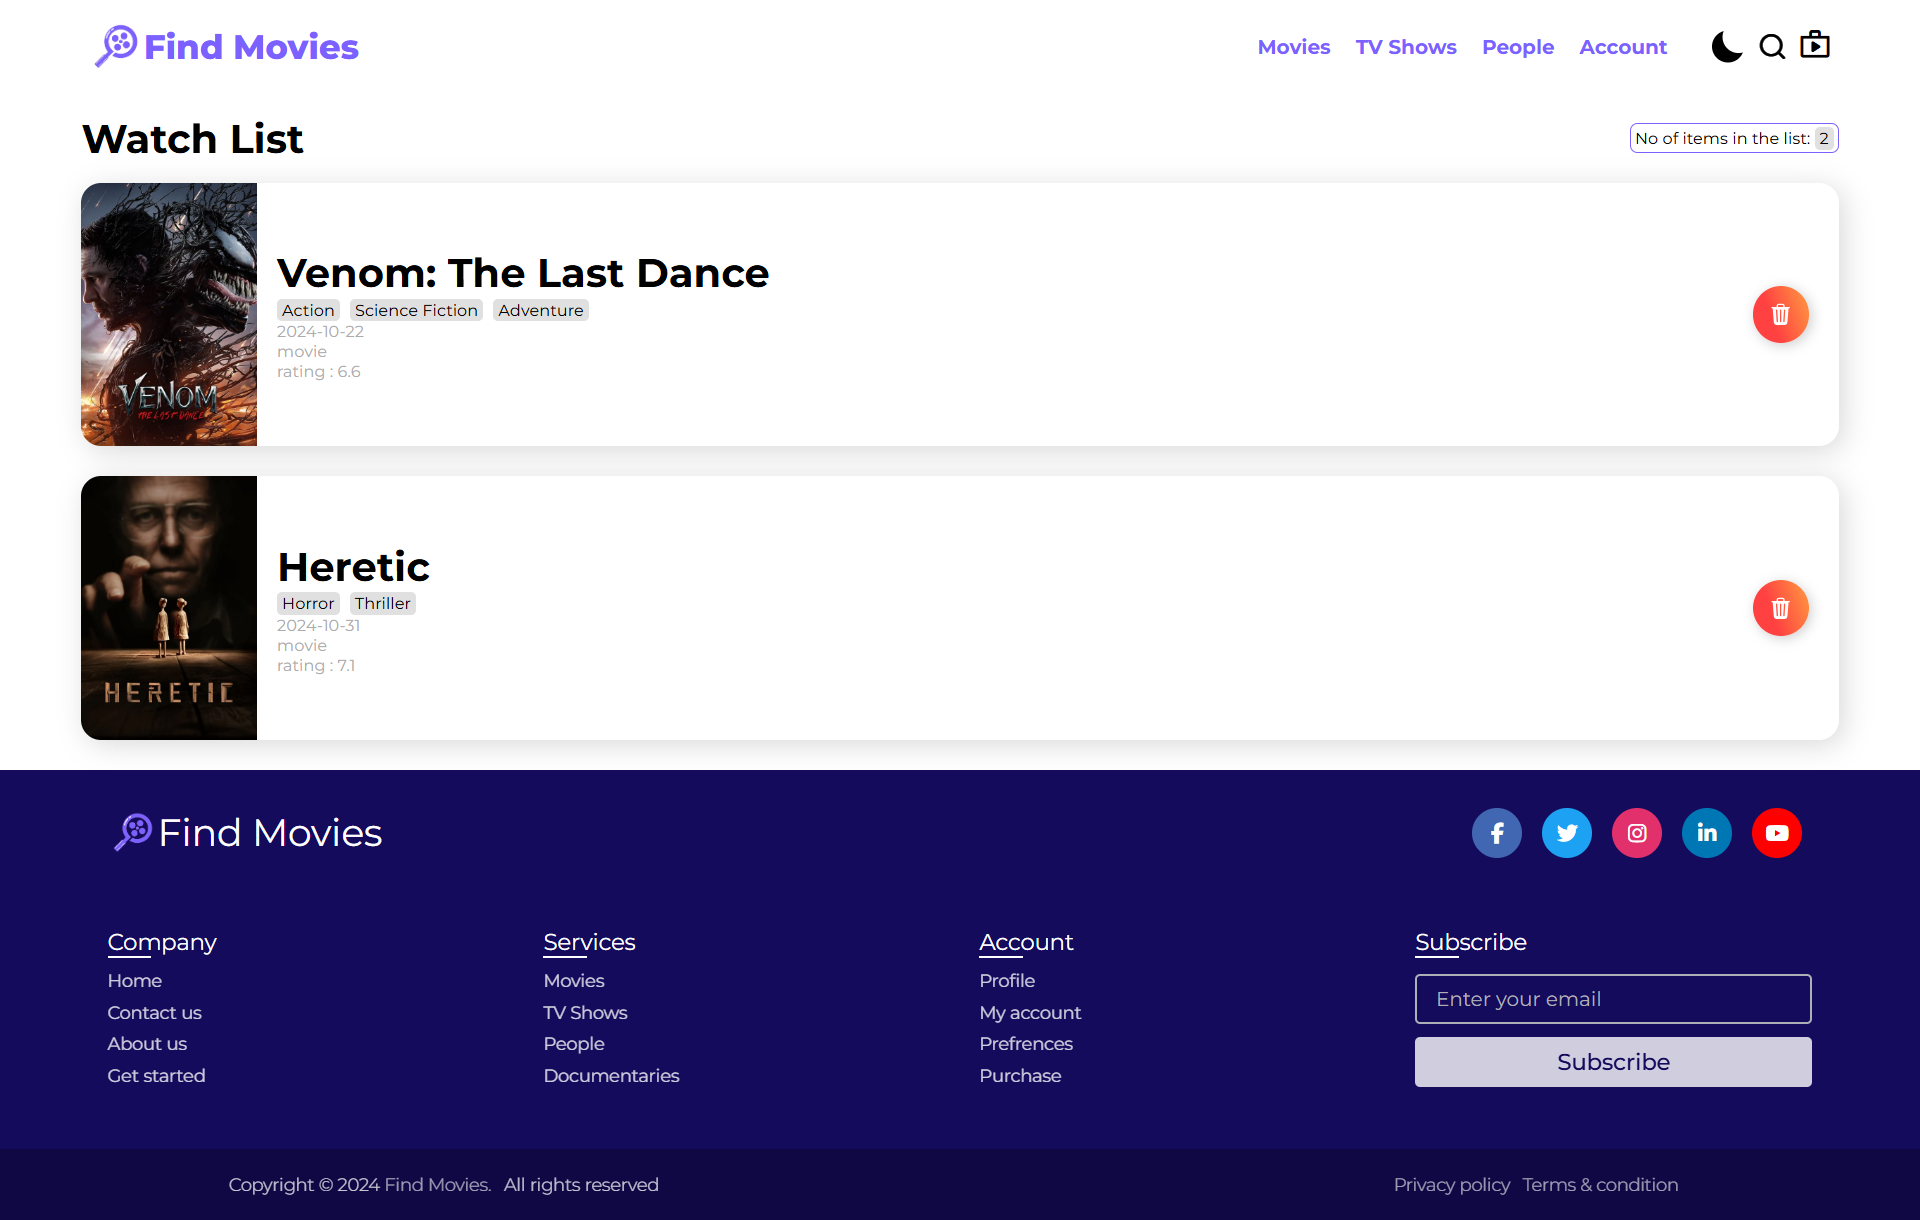 Find Movies
Movies TV Shows People Account
Watch List
No of items in the list: 2
VENOM
THE LAST DANCE
Venom: The Last Dance
Action Science Fiction Adventure
2024-10-22
movie
rating : 6.6
HERETIC
Heretic
Horror Thriller
2024-10-31
movie
rating : 7.1
Find Movies
Company
Home
Contact us
About us
Get started
Services
Movies
TV Shows
People
Documentaries
Account
Profile
My account
Prefrences
Purchase
Subscribe
Enter your email
Subscribe
Copyright © 2024 Find Movies. All rights reserved
Privacy policy Terms & condition